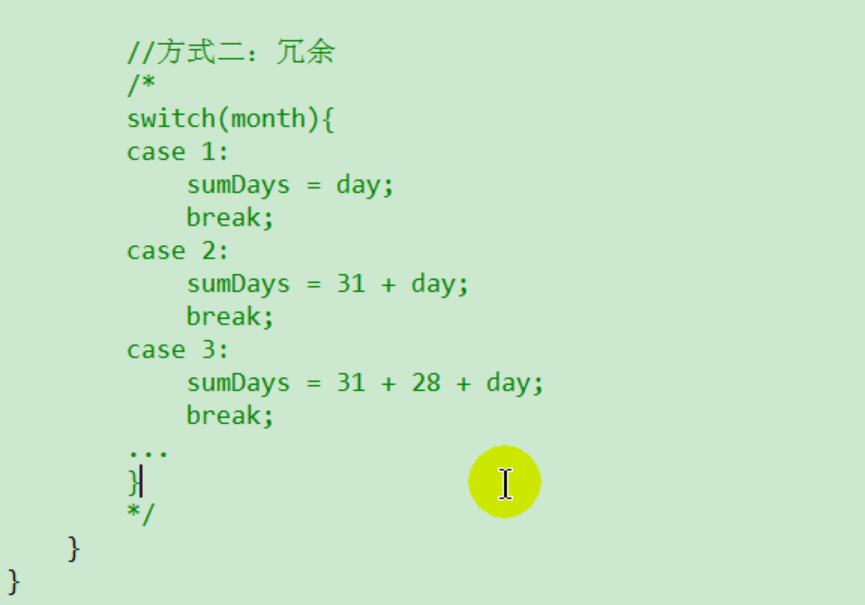 //方式二：冗余
/*
switch(month){
case 1:
    sumDays = day;
    break;
case 2:
    sumDays = 31 + day;
    break;
case 3:
    sumDays = 31 + 28 + day;
    break;
...
}
*/
}
}